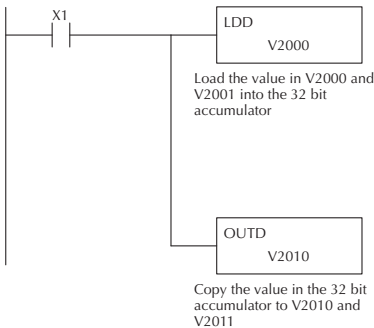 X1
LDD
V2000
Load the value in V2000 and
V2001 into the 32 bit
accumulator
OUTD
V2010
Copy the value in the 32 bit
accumulator to V2010 and
V2011